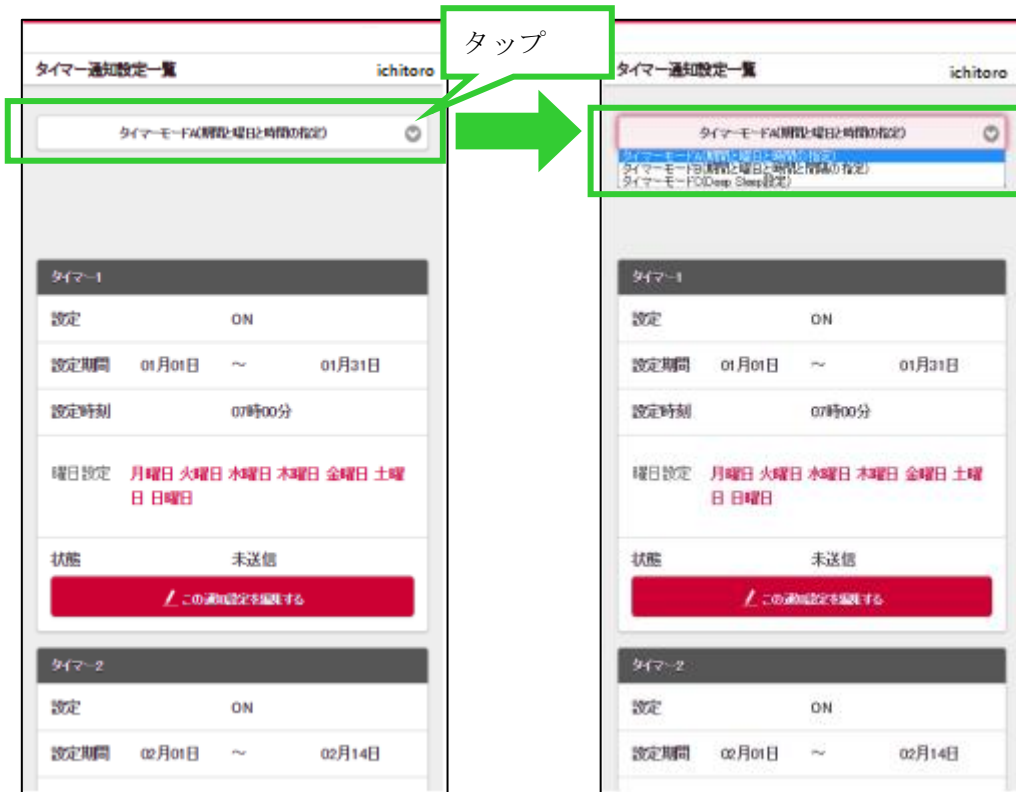 タップ
タイマー通知設定一覧 ichitoro
タイマーモードA(期間と曜日と時間の指定)
タイマー1
設定 ON
設定期間 01月01日 ～ 01月31日
設定時刻 07時00分
曜日設定 月曜日 火曜日 水曜日 木曜日 金曜日 土曜
日 日曜日
状態 未送信
この通知設定を編集する
タイマー2
設定 ON
設定期間 02月01日 ～ 02月14日
タイマー通知設定一覧 ichitoro
タイマーモードA(期間と曜日と時間の指定)
タイマーモードA(期間と曜日と時間の指定)
タイマーモードB(期間と曜日と時間と間隔の指定)
タイマーモードC(Deep Sleep設定)
タイマー1
設定 ON
設定期間 01月01日 ～ 01月31日
設定時刻 07時00分
曜日設定 月曜日 火曜日 水曜日 木曜日 金曜日 土曜
日 日曜日
状態 未送信
この通知設定を編集する
タイマー2
設定 ON
設定期間 02月01日 ～ 02月14日